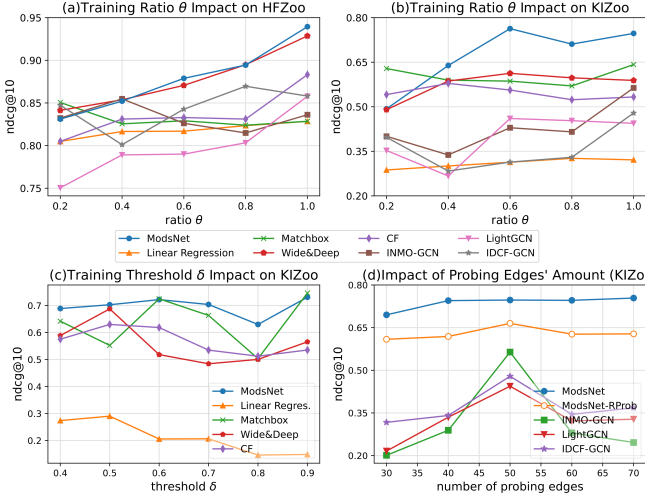 (a)Training Ratio θ Impact on HFZoo
ndcg@10
0.95
0.90
0.85
0.80
0.75
0.2 0.4 0.6 0.8 1.0
ratio θ
(b)Training Ratio θ Impact on KIZoo
ndcg@10
0.80
0.65
0.50
0.35
0.20
0.2 0.4 0.6 0.8 1.0
ratio θ
ModsNet Matchbox CF LightGCN
Linear Regression Wide&Deep INMO-GCN IDCF-GCN
(c)Training Threshold δ Impact on KIZoo
ndcg@10
0.7
0.6
0.5
0.4
0.3
0.2
0.4 0.5 0.6 0.7 0.8 0.9
threshold δ
ModsNet
Linear Regres.
Matchbox
Wide&Deep
CF
(d)Impact of Probing Edges' Amount (KIZo
ndcg@10
0.80
0.65
0.50
0.35
0.20
30 35 40 45 50 55 60 65 70
number of probing edges
ModsNet
ModsNet-RProb
INMO-GCN
LightGCN
IDCF-GCN